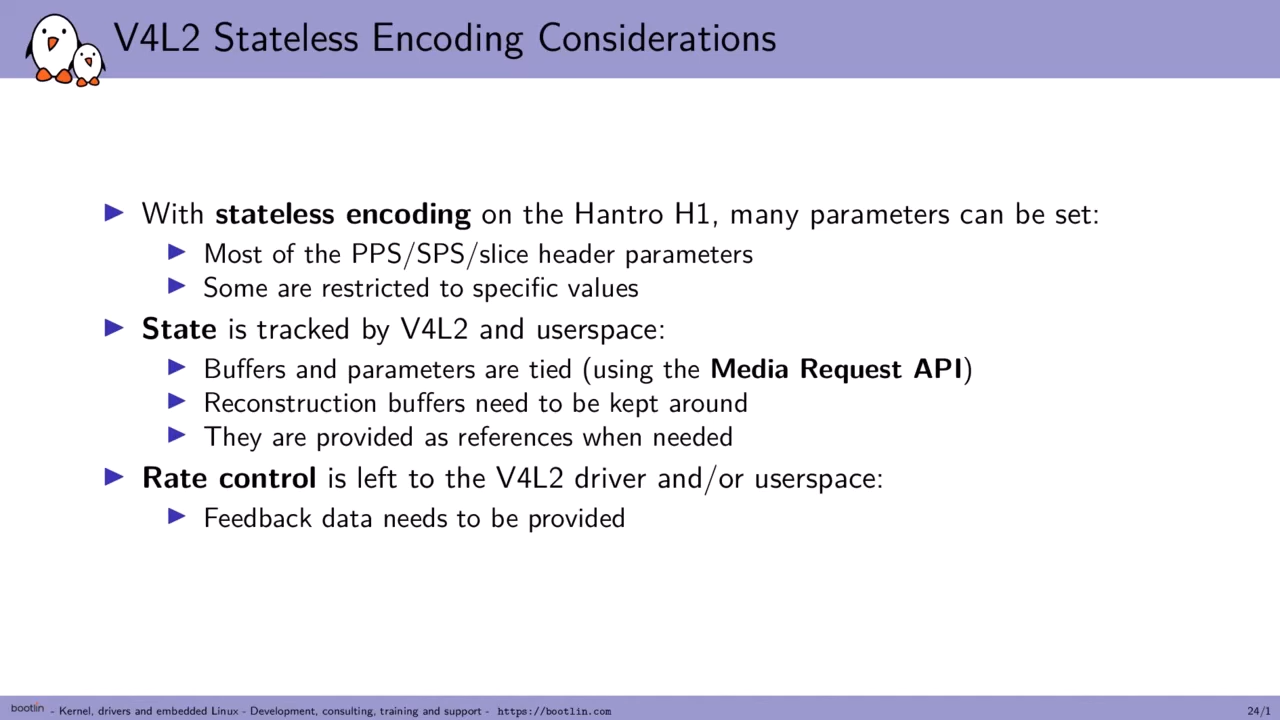 V4L2 Stateless Encoding Considerations
With stateless encoding on the Hantro H1, many parameters can be set:
Most of the PPS/SPS/slice header parameters
Some are restricted to specific values
State is tracked by V4L2 and userspace:
Buffers and parameters are tied (using the Media Request API)
Reconstruction buffers need to be kept around
They are provided as references when needed
Rate control is left to the V4L2 driver and/or userspace:
Feedback data needs to be provided
bootlin - Kernel, drivers and embedded Linux - Development, consulting, training and support - https://bootlin.com 24/1